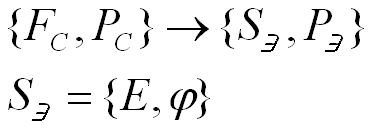 {F_C, P_C} → {S_Э, P_Э}
S_Э = {E, φ}